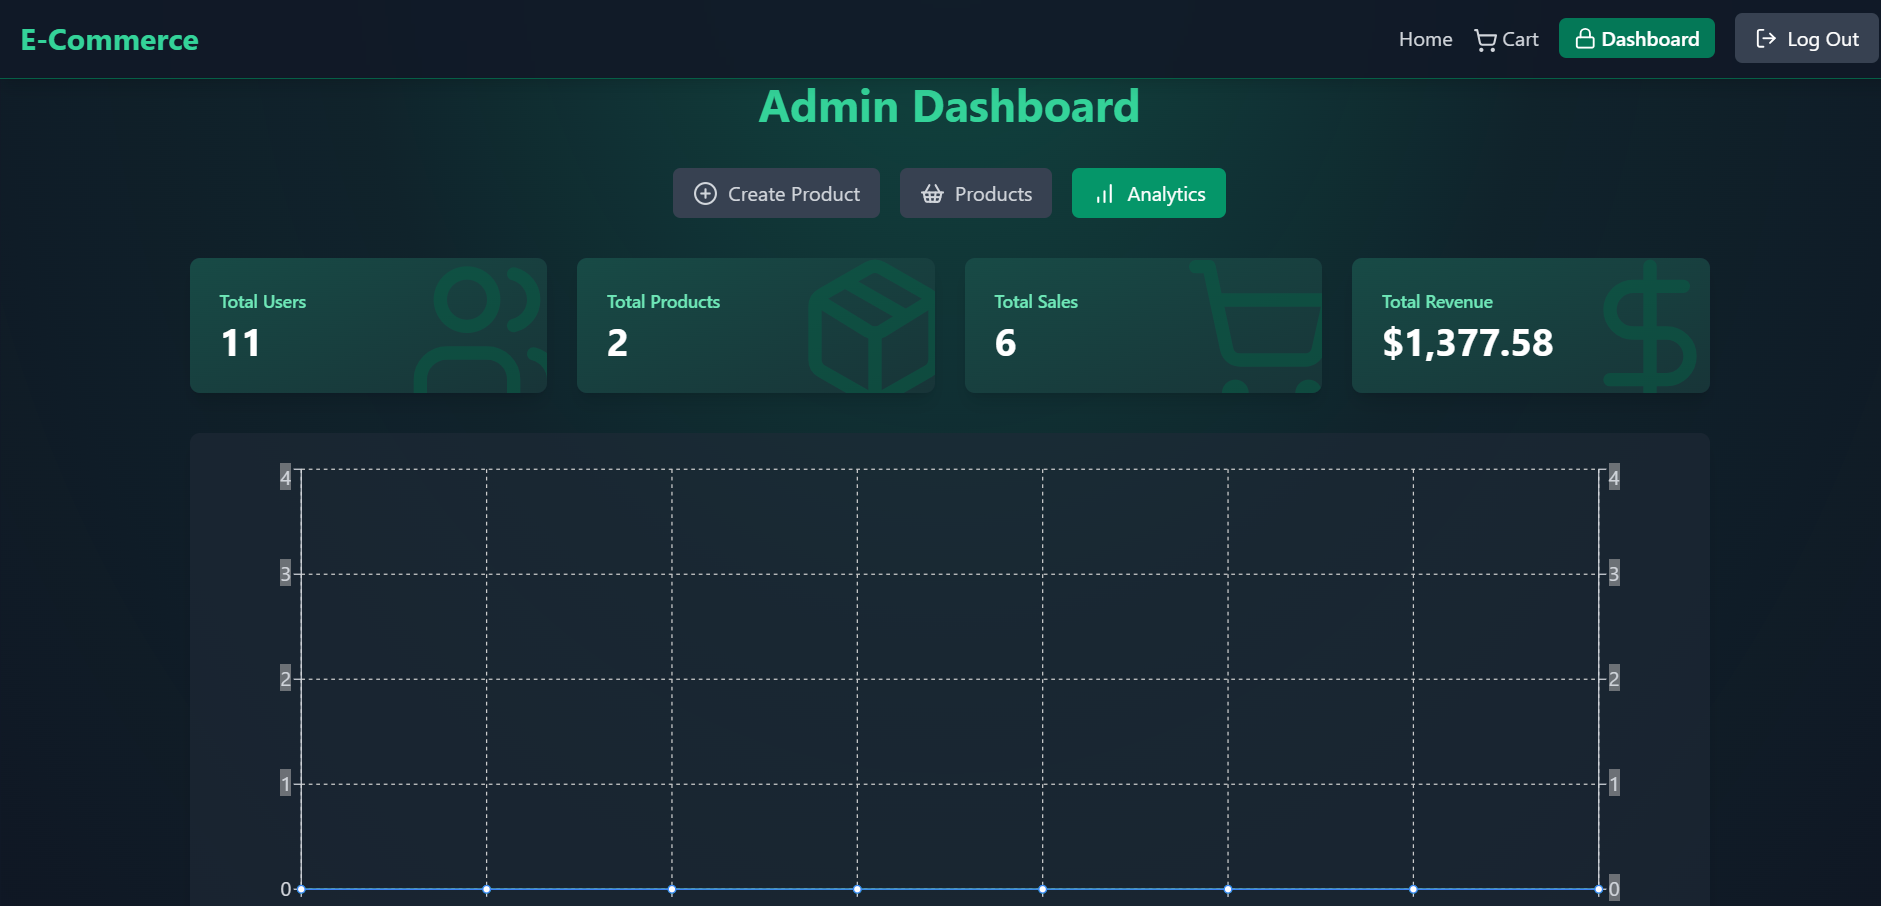 E-Commerce
Home
Cart
Dashboard
Log Out
Admin Dashboard
Create Product
Products
Analytics
Total Users
11
Total Products
2
Total Sales
6
Total Revenue
$1,377.58
4
4
3
3
2
2
1
1
0
0